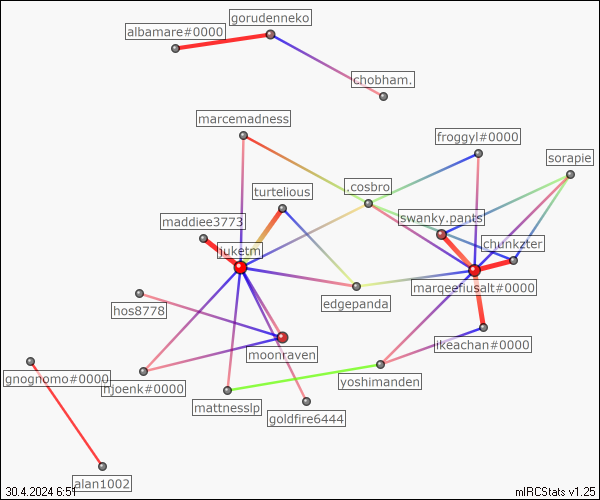 gorudenneko
albamare#0000
chobham.
marcemadness
froggyl#0000
sorapie
turtelious
.cosbro
maddiee3773
swanky.pants
chunkzter
juketm
marqeefiusalt#0000
edgepanda
hos8778
ikeachan#0000
moonraven
gnognomo#0000
hjoenk#0000
yoshimanden
mattnesslp
goldfire6444
alan1002
30.4.2024 6:51
mIRCStats v1.25